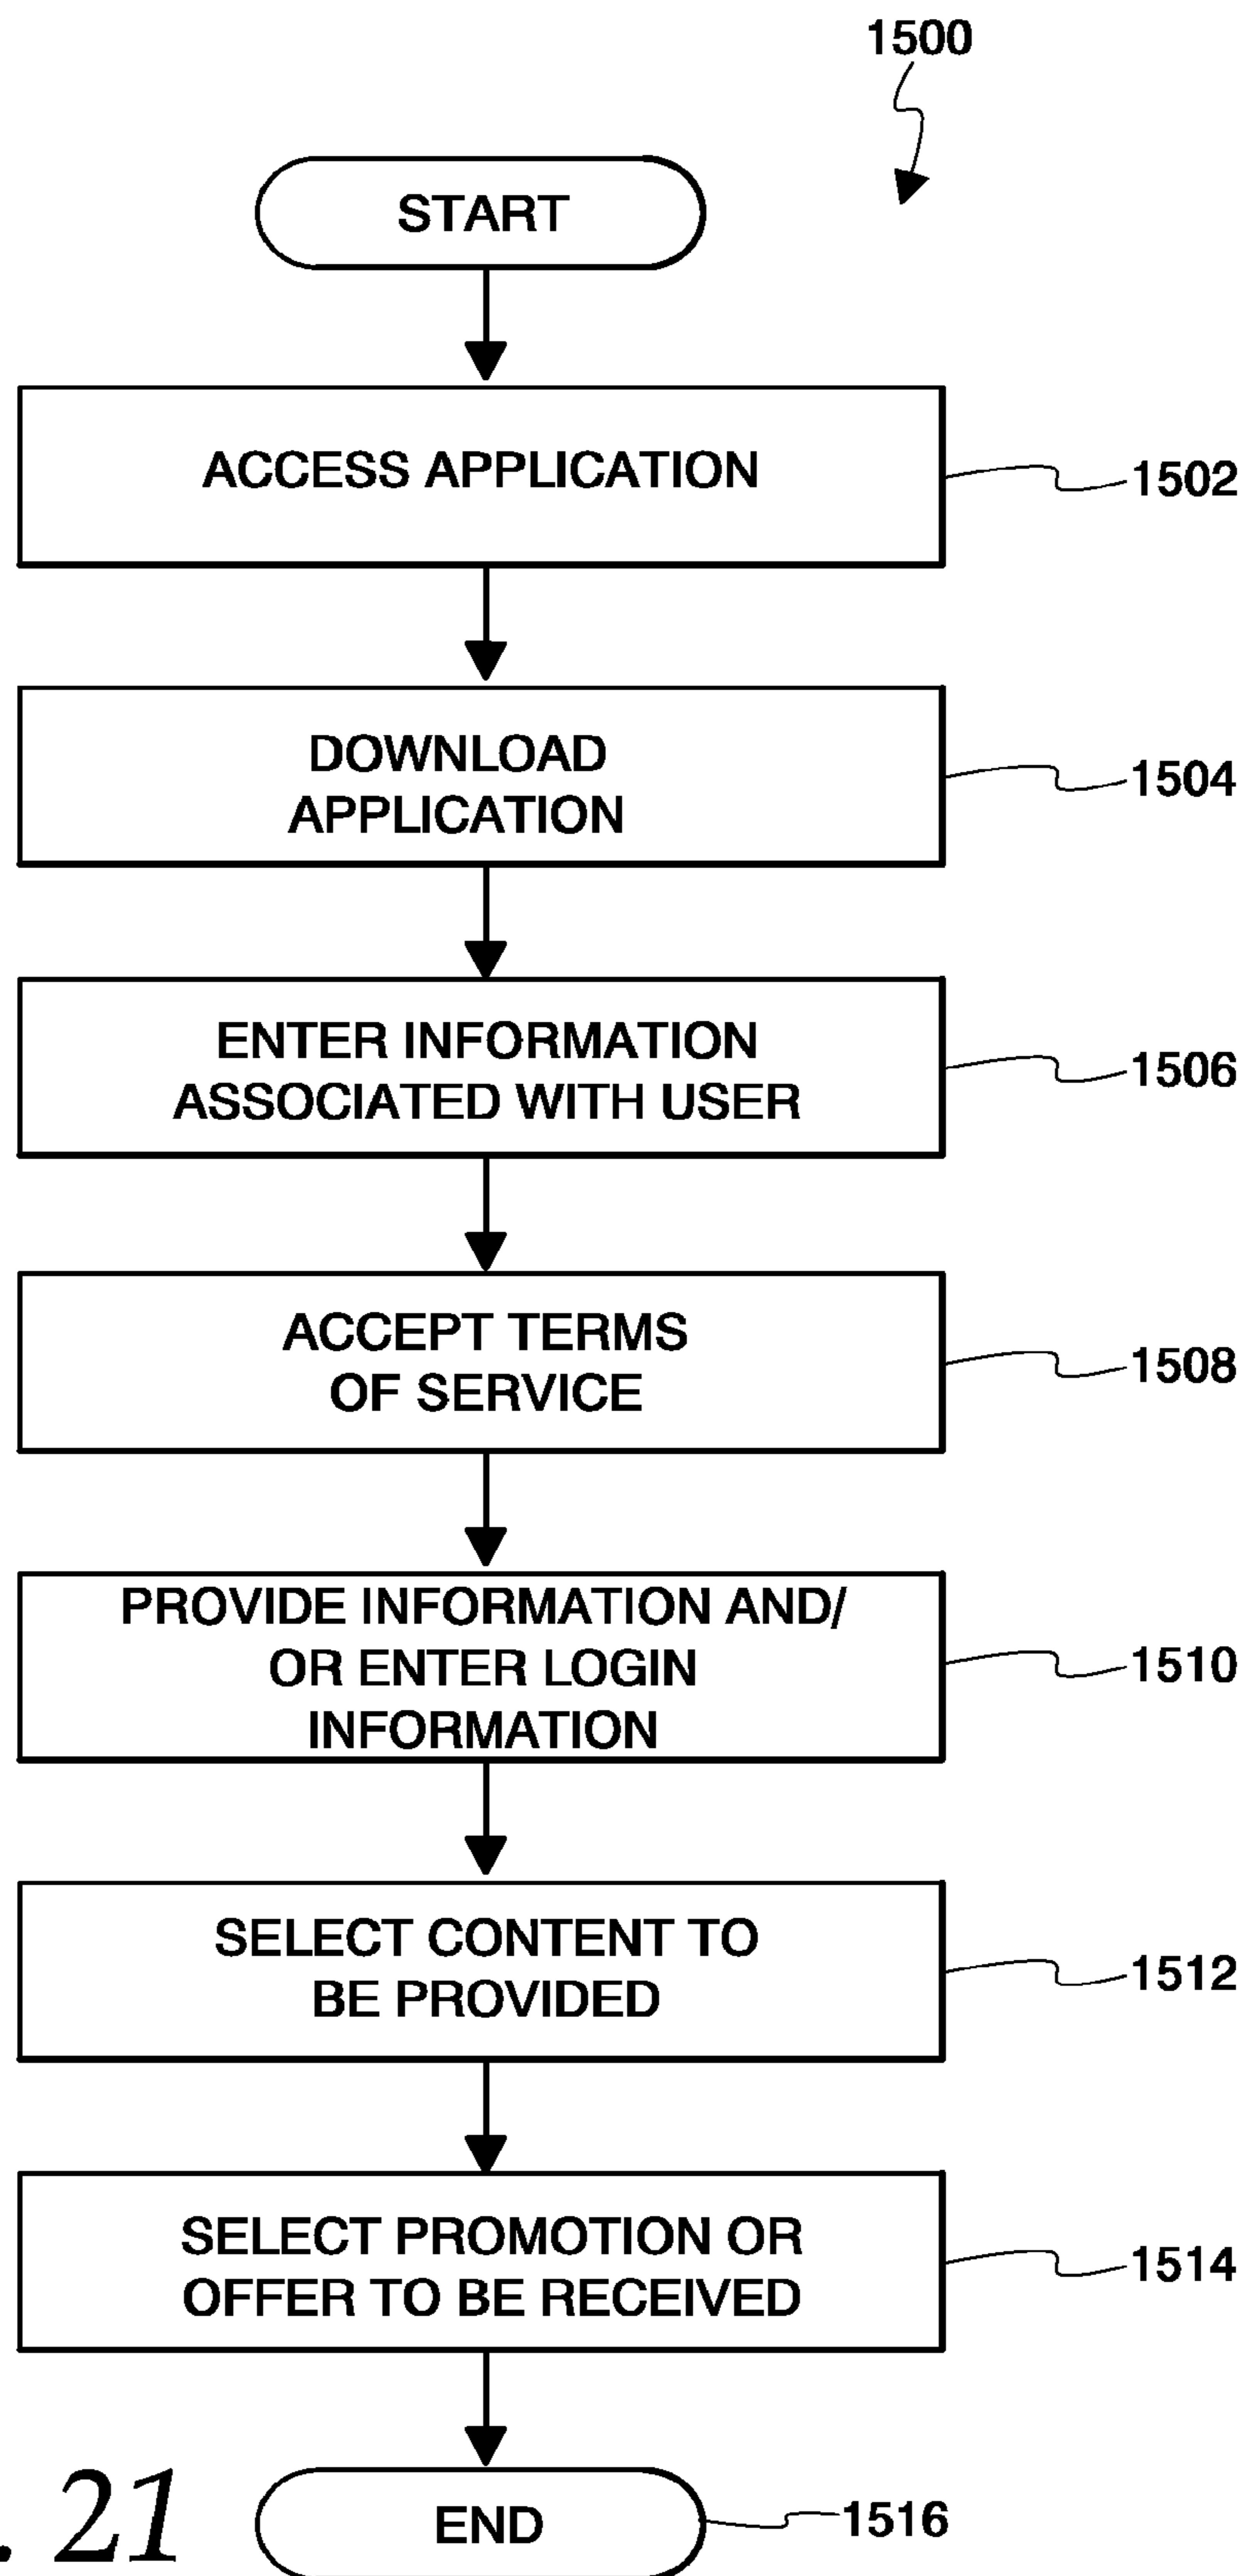 1500
START
ACCESS APPLICATION
1502
DOWNLOAD
APPLICATION
1504
ENTER INFORMATION
ASSOCIATED WITH USER
1506
ACCEPT TERMS
OF SERVICE
1508
PROVIDE INFORMATION AND/
OR ENTER LOGIN
INFORMATION
1510
SELECT CONTENT TO
BE PROVIDED
1512
SELECT PROMOTION OR
OFFER TO BE RECEIVED
1514
END
1516
. 21